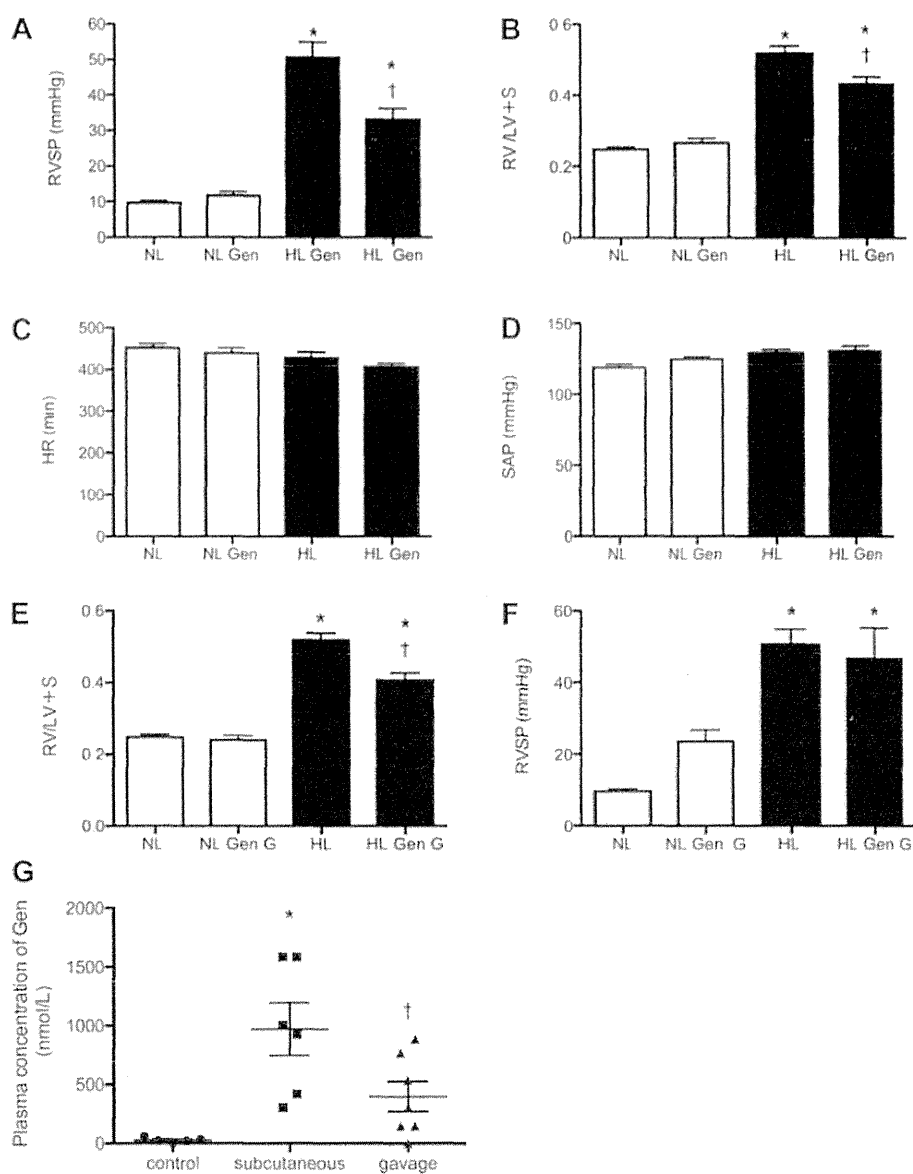 A
RVSP (mmHg)
60
50
40
30
20
10
0
*
*
†
NL
NL Gen
HL Gen
HL Gen
B
RV/LV+S
0.6
0.4
0.2
0
*
*
†
NL
NL Gen
HL
HL Gen
C
HR (min)
500
400
300
200
100
0
NL
NL Gen
HL
HL Gen
D
SAP (mmHg)
150
100
50
0
NL
NL Gen
HL
HL Gen
E
RV/LV+S
0.6
0.4
0.2
0.0
*
*
†
NL
NL Gen G
HL
HL Gen G
F
RVSP (mmHg)
60
40
20
0
*
*
NL
NL Gen G
HL
HL Gen G
G
Plasma concentration of Gen
(nmol/L)
2000
1500
1000
500
0
*
†
control
subcutaneous
gavage